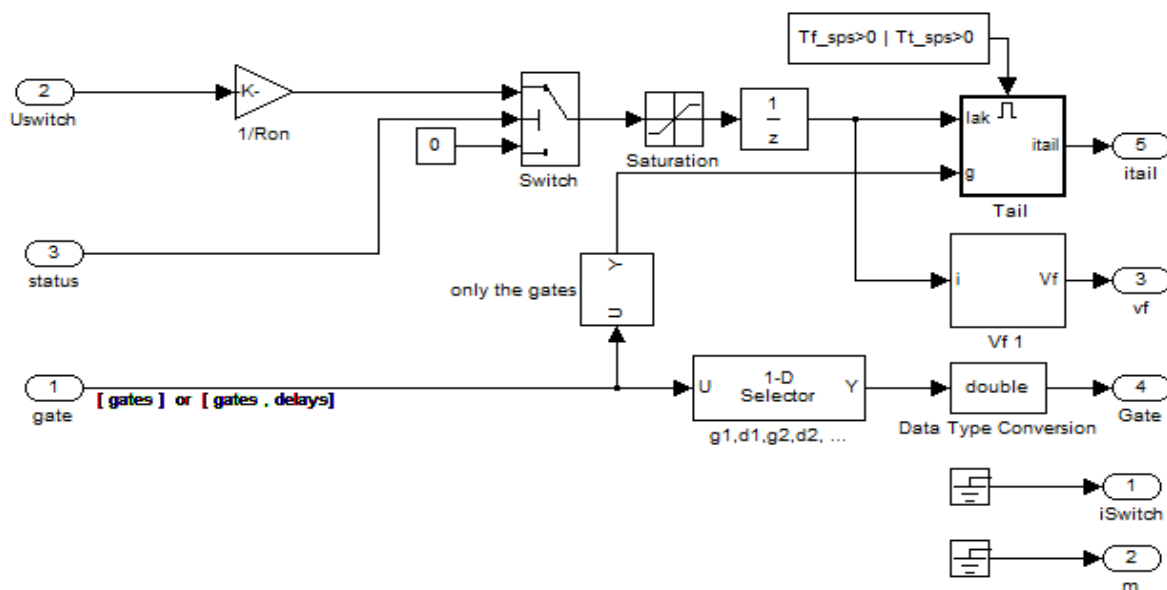 Tf_sps>0 | Tt_sps>0
2
Uswitch
K-
1/Ron
0
Switch
Saturation
1
z
Iak
g
itail
Tail
5
itail
3
status
only the gates
Y
U
i
Vf
Vf 1
3
vf
1
gate
[ gates ] or [ gates , delays]
U
1-D
Selector
Y
g1,d1,g2,d2, ...
double
Data Type Conversion
4
Gate
1
iSwitch
2
m